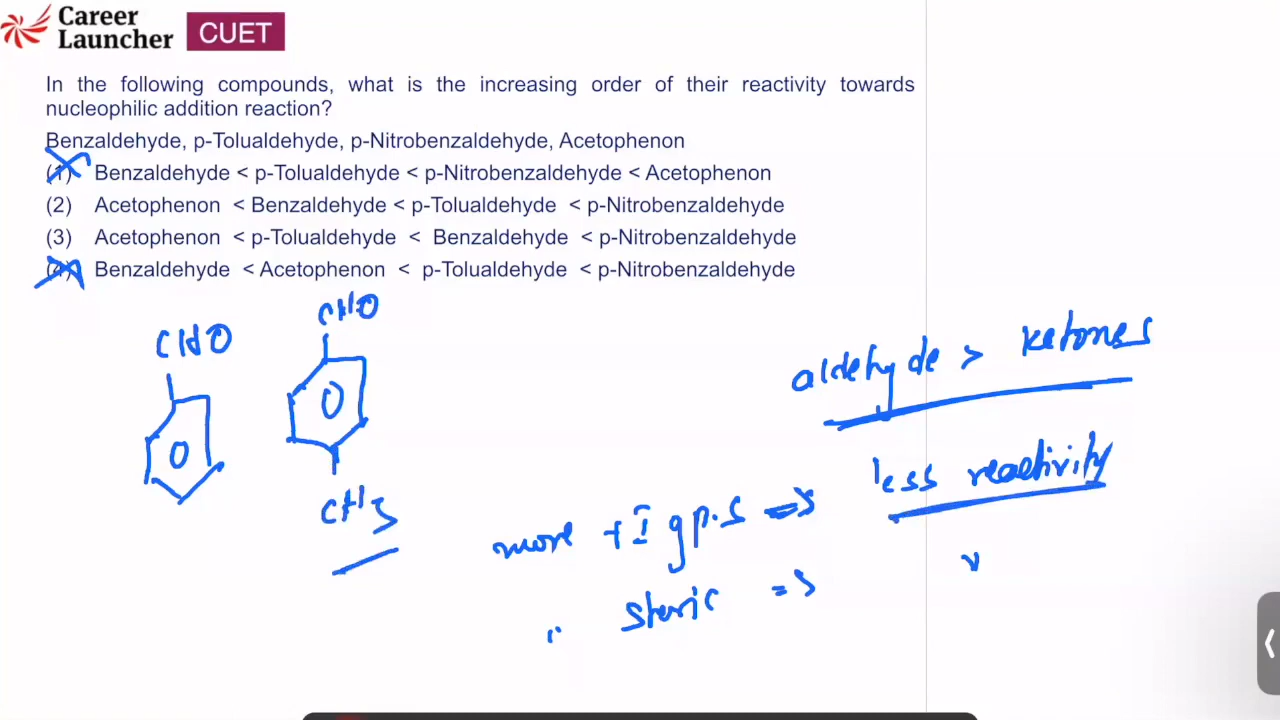 Career
Launcher
CUET
In the following compounds, what is the increasing order of their reactivity towards
nucleophilic addition reaction?
Benzaldehyde, p-Tolualdehyde, p-Nitrobenzaldehyde, Acetophenon
(1) Benzaldehyde < p-Tolualdehyde < p-Nitrobenzaldehyde < Acetophenon
(2) Acetophenon < Benzaldehyde < p-Tolualdehyde < p-Nitrobenzaldehyde
(3) Acetophenon < p-Tolualdehyde < Benzaldehyde < p-Nitrobenzaldehyde
(4) Benzaldehyde < Acetophenon < p-Tolualdehyde < p-Nitrobenzaldehyde
CHO
CHO
CH3
aldehyde > ketones
more + I gp.s => less reactivity
" steric => "